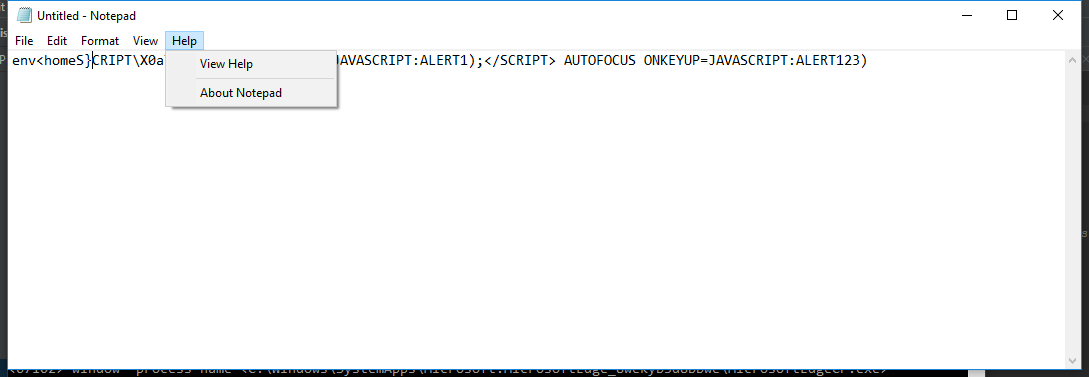 Untitled - Notepad
File Edit Format View Help
env<homeS}CRIPT\X0a JAVASCRIPT:ALERT1);</SCRIPT> AUTOFOCUS ONKEYUP=JAVASCRIPT:ALERT123)
View Help
About Notepad